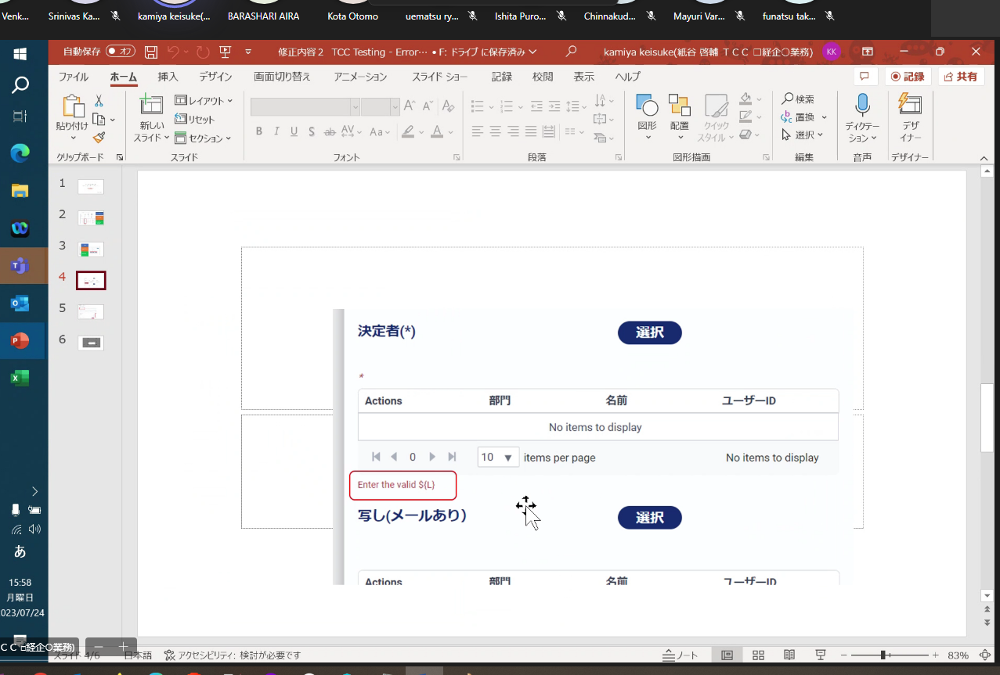 Venk...
Srinivas Ka...
kamiya keisuke(...
BARASHARI AIRA
Kota Otomo
uematsu ry...
Ishita Puro...
Chinnakud...
Mayuri Var...
funatsu tak...
自動保存 オフ
修正内容2 TCC Testing - Error… • F: ドライブ に保存済み
kamiya keisuke(紙谷 啓輔 ＴＣＣ □経企○業務)
KK
ファイル
ホーム
挿入
デザイン
画面切り替え
アニメーション
スライド ショー
記録
校閲
表示
ヘルプ
記録
共有
貼り付け
クリップボード
新しい
スライド
レイアウト
リセット
セクション
スライド
B I U S ab AV Aa A
フォント
段落
図形
配置
クイック
スタイル
図形描画
検索
置換
選択
編集
ディクテー
ション
音声
デザ
イナー
デザイナー
1
2
3
4
5
6
決定者(*)
選択
*
Actions 部門 名前 ユーザーID
No items to display
0 10 items per page No items to display
Enter the valid ${L}
写し(メールあり）
選択
Actions 部門 名前 ユーザーID
あ
15:58
月曜日
023/07/24
ＣＣ □経企○業務)
スライド 4/6
日本語
アクセシビリティ: 検討が必要です
ノート
83%